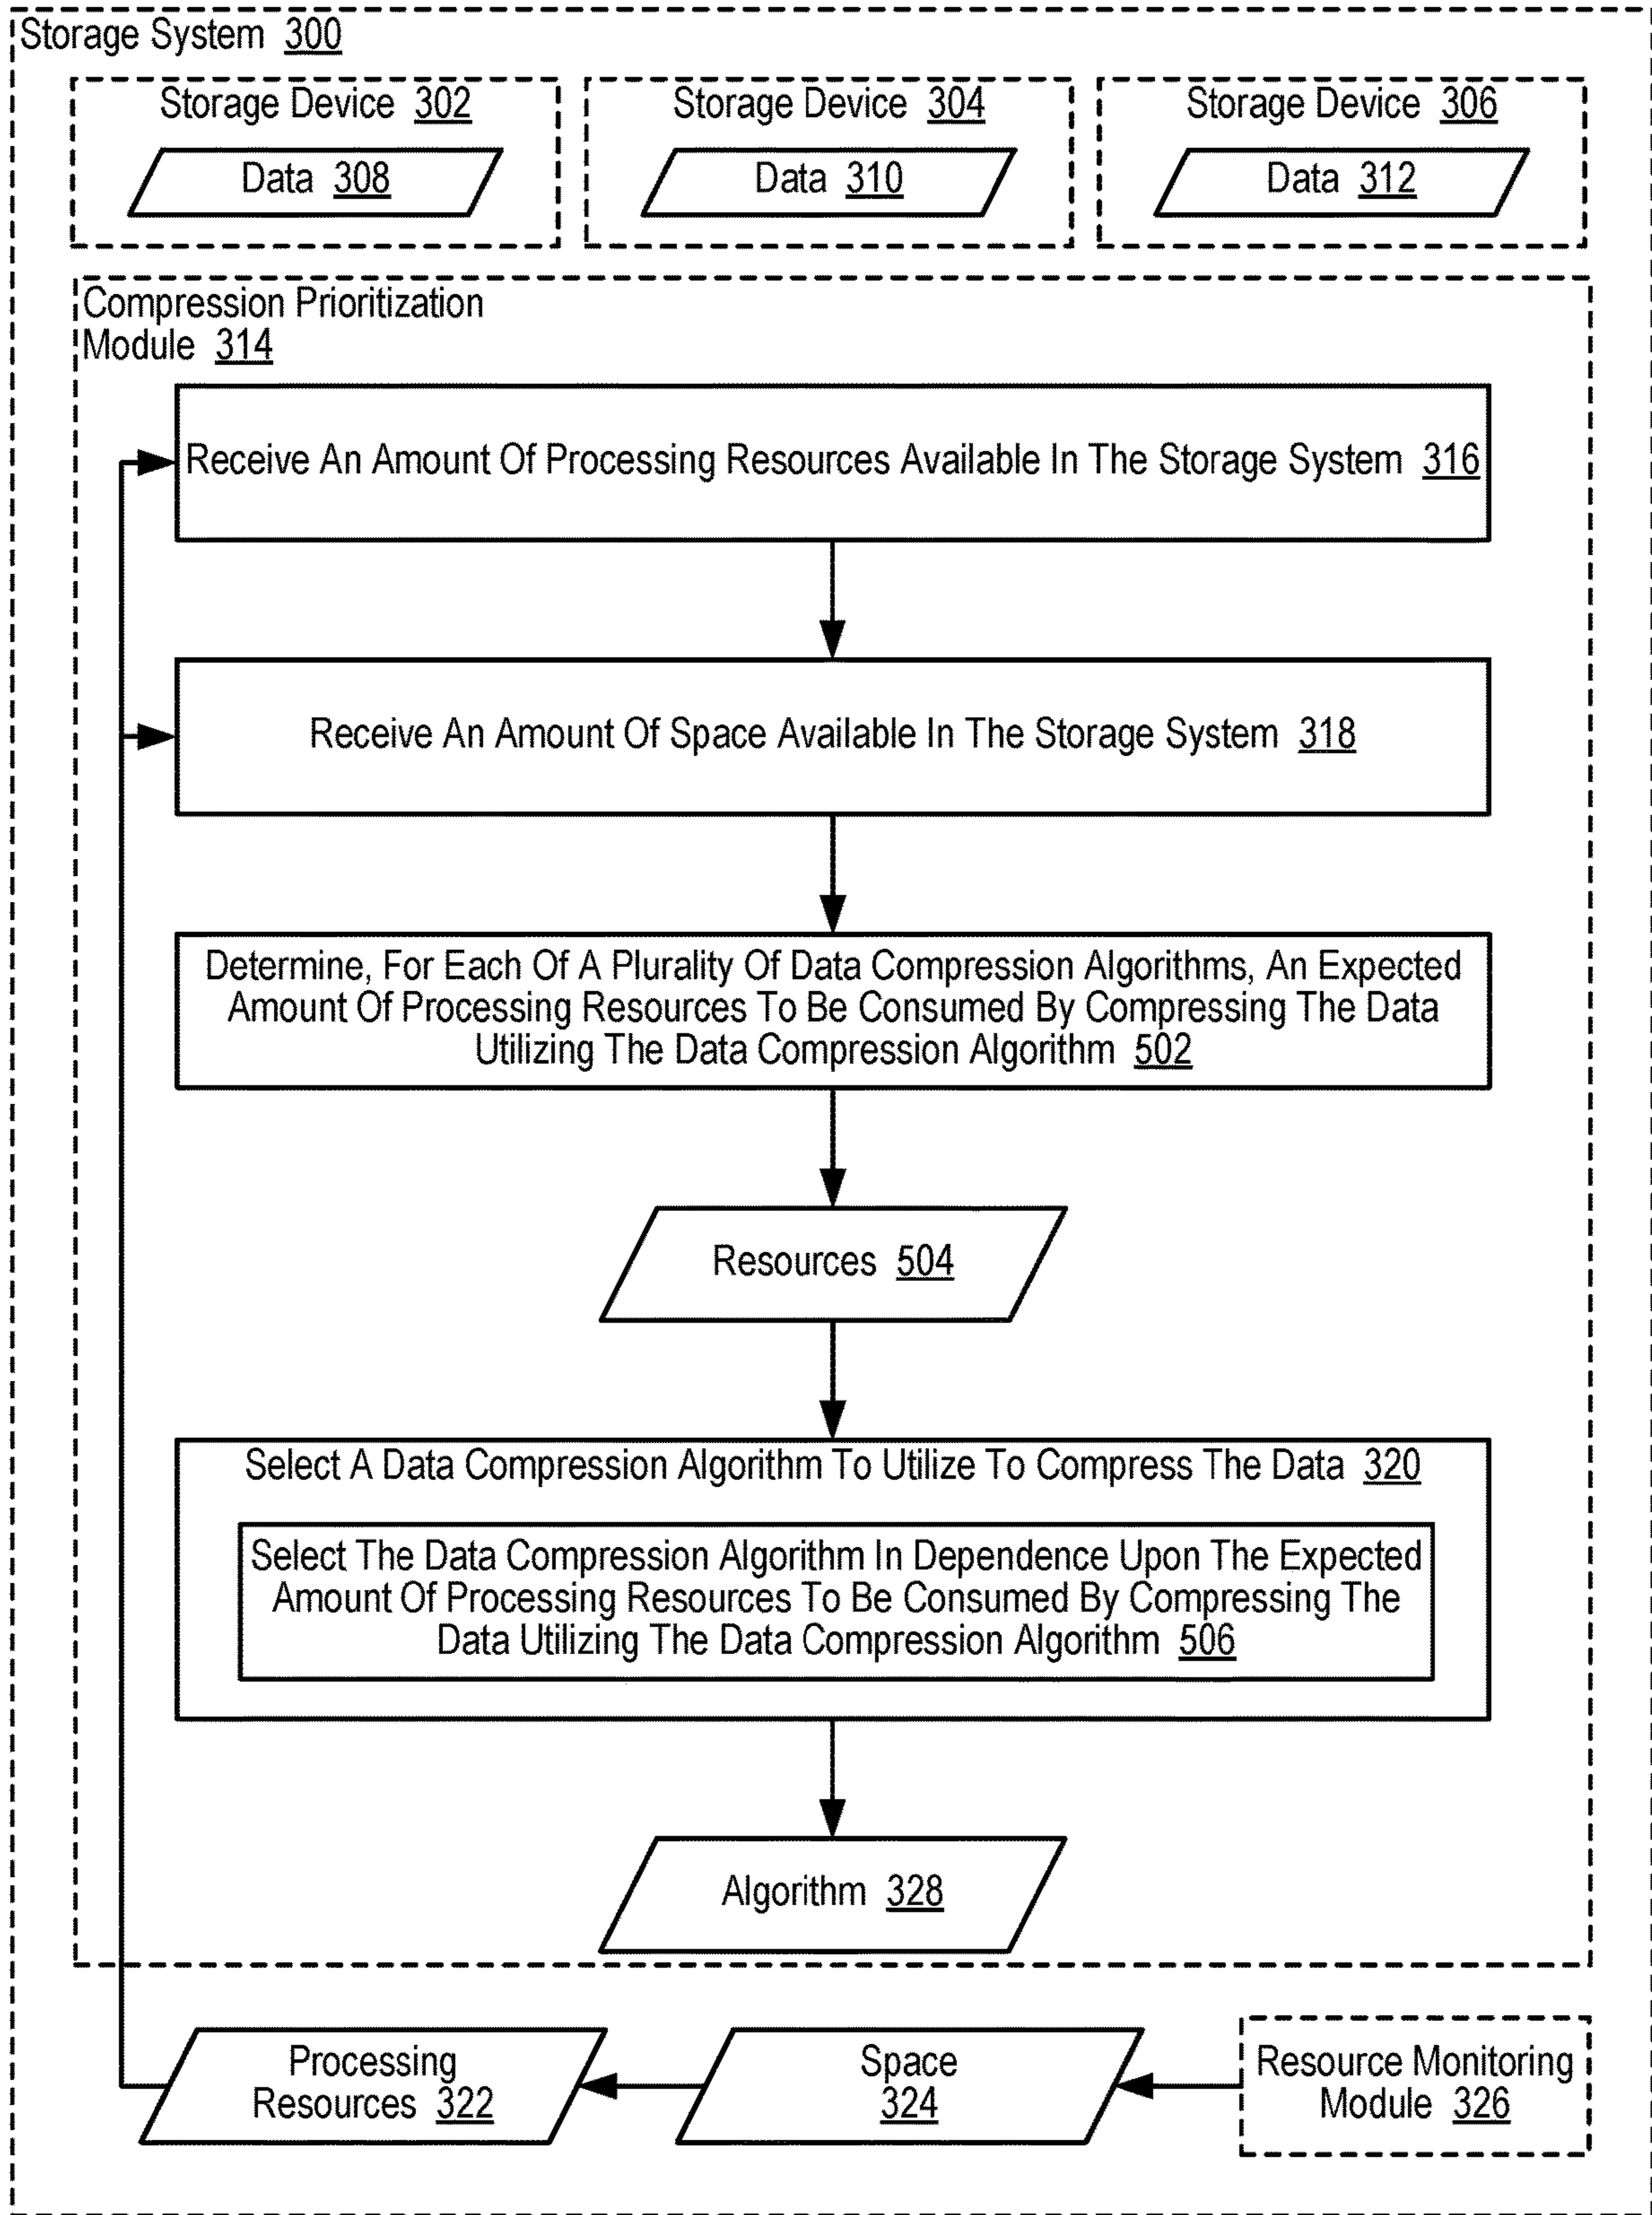 Storage System 300
Storage Device 302
Storage Device 304
Storage Device 306
Data 308
Data 310
Data 312
Compression Prioritization
Module 314
Receive An Amount Of Processing Resources Available In The Storage System 316
Receive An Amount Of Space Available In The Storage System 318
Determine, For Each Of A Plurality Of Data Compression Algorithms, An Expected
Amount Of Processing Resources To Be Consumed By Compressing The Data
Utilizing The Data Compression Algorithm 502
Resources 504
Select A Data Compression Algorithm To Utilize To Compress The Data 320
Select The Data Compression Algorithm In Dependence Upon The Expected
Amount Of Processing Resources To Be Consumed By Compressing The
Data Utilizing The Data Compression Algorithm 506
Algorithm 328
Processing
Resources 322
Space
324
Resource Monitoring
Module 326